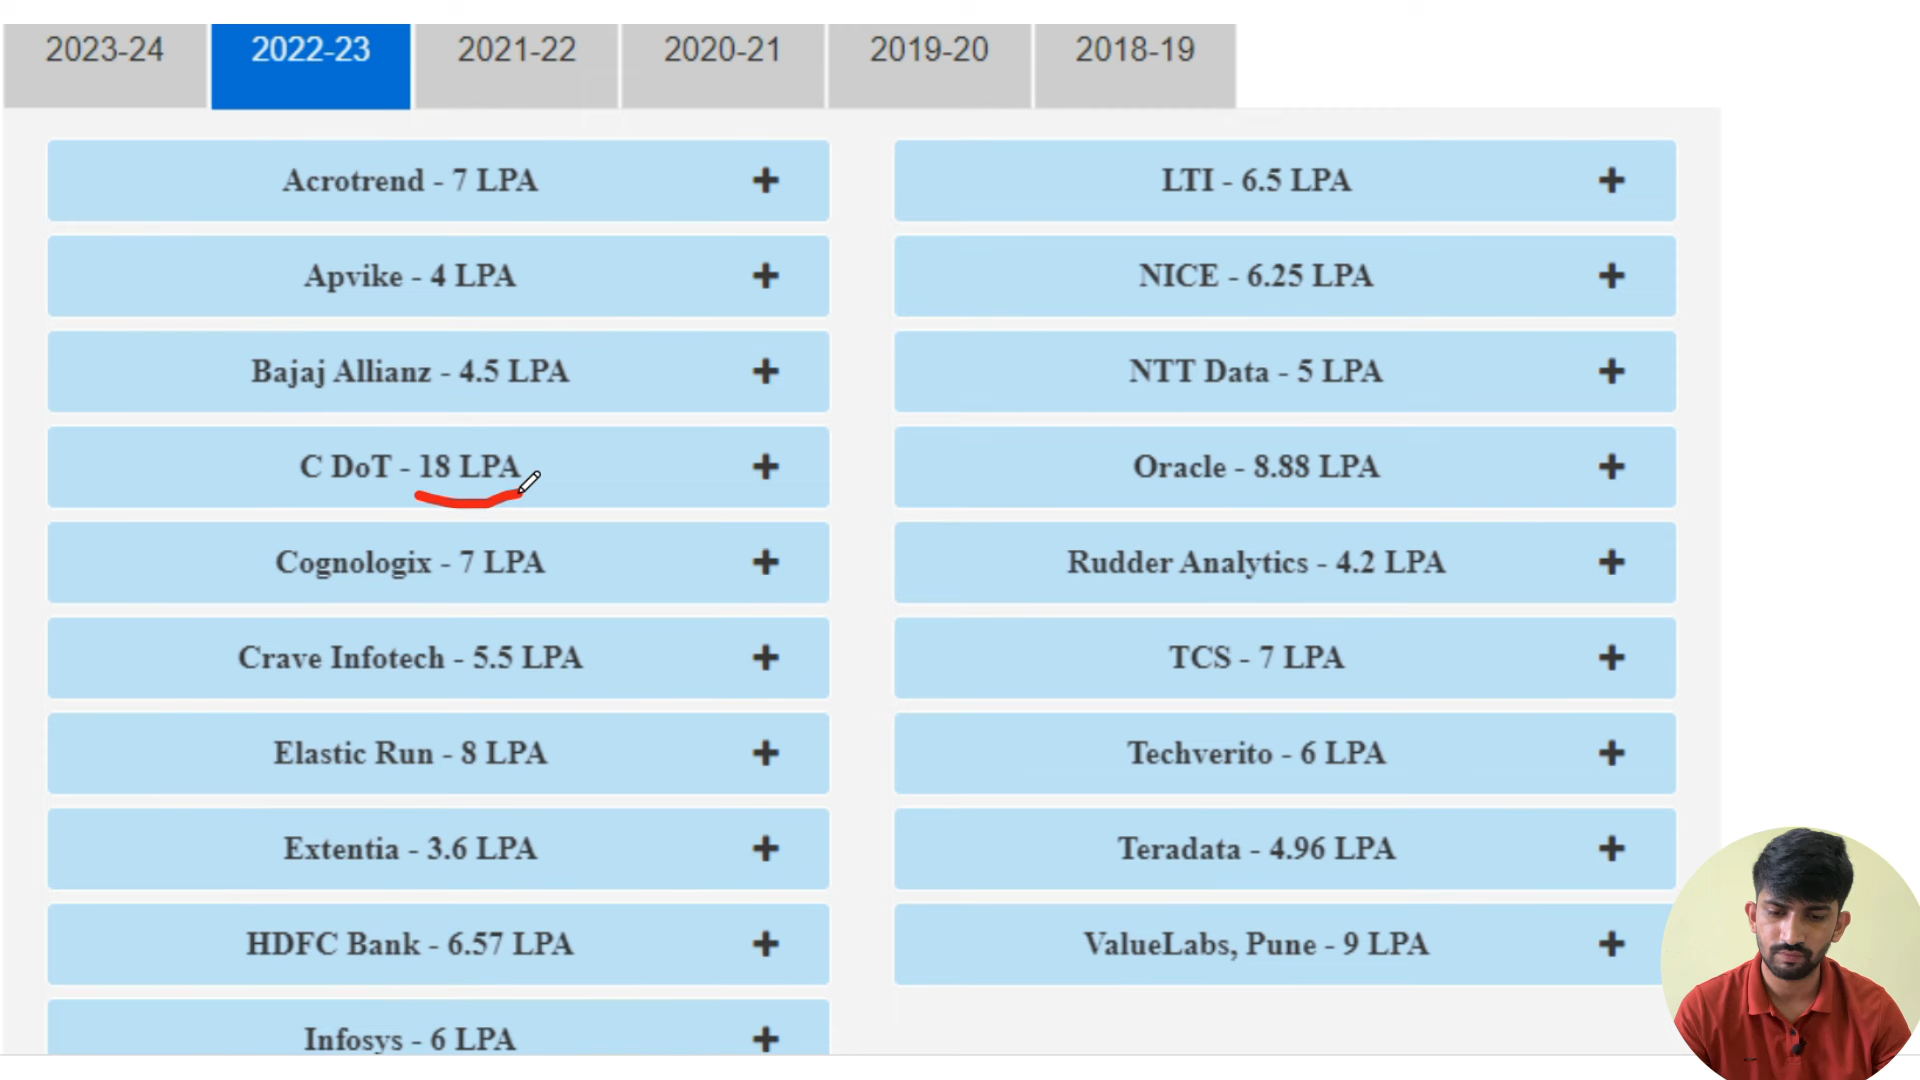 2023-24
2022-23
2021-22
2020-21
2019-20
2018-19
Acrotrend - 7 LPA
Apvike - 4 LPA
Bajaj Allianz - 4.5 LPA
C DoT - 18 LPA
Cognologix - 7 LPA
Crave Infotech - 5.5 LPA
Elastic Run - 8 LPA
Extentia - 3.6 LPA
HDFC Bank - 6.57 LPA
Infosys - 6 LPA
LTI - 6.5 LPA
NICE - 6.25 LPA
NTT Data - 5 LPA
Oracle - 8.88 LPA
Rudder Analytics - 4.2 LPA
TCS - 7 LPA
Techverito - 6 LPA
Teradata - 4.96 LPA
ValueLabs, Pune - 9 LPA